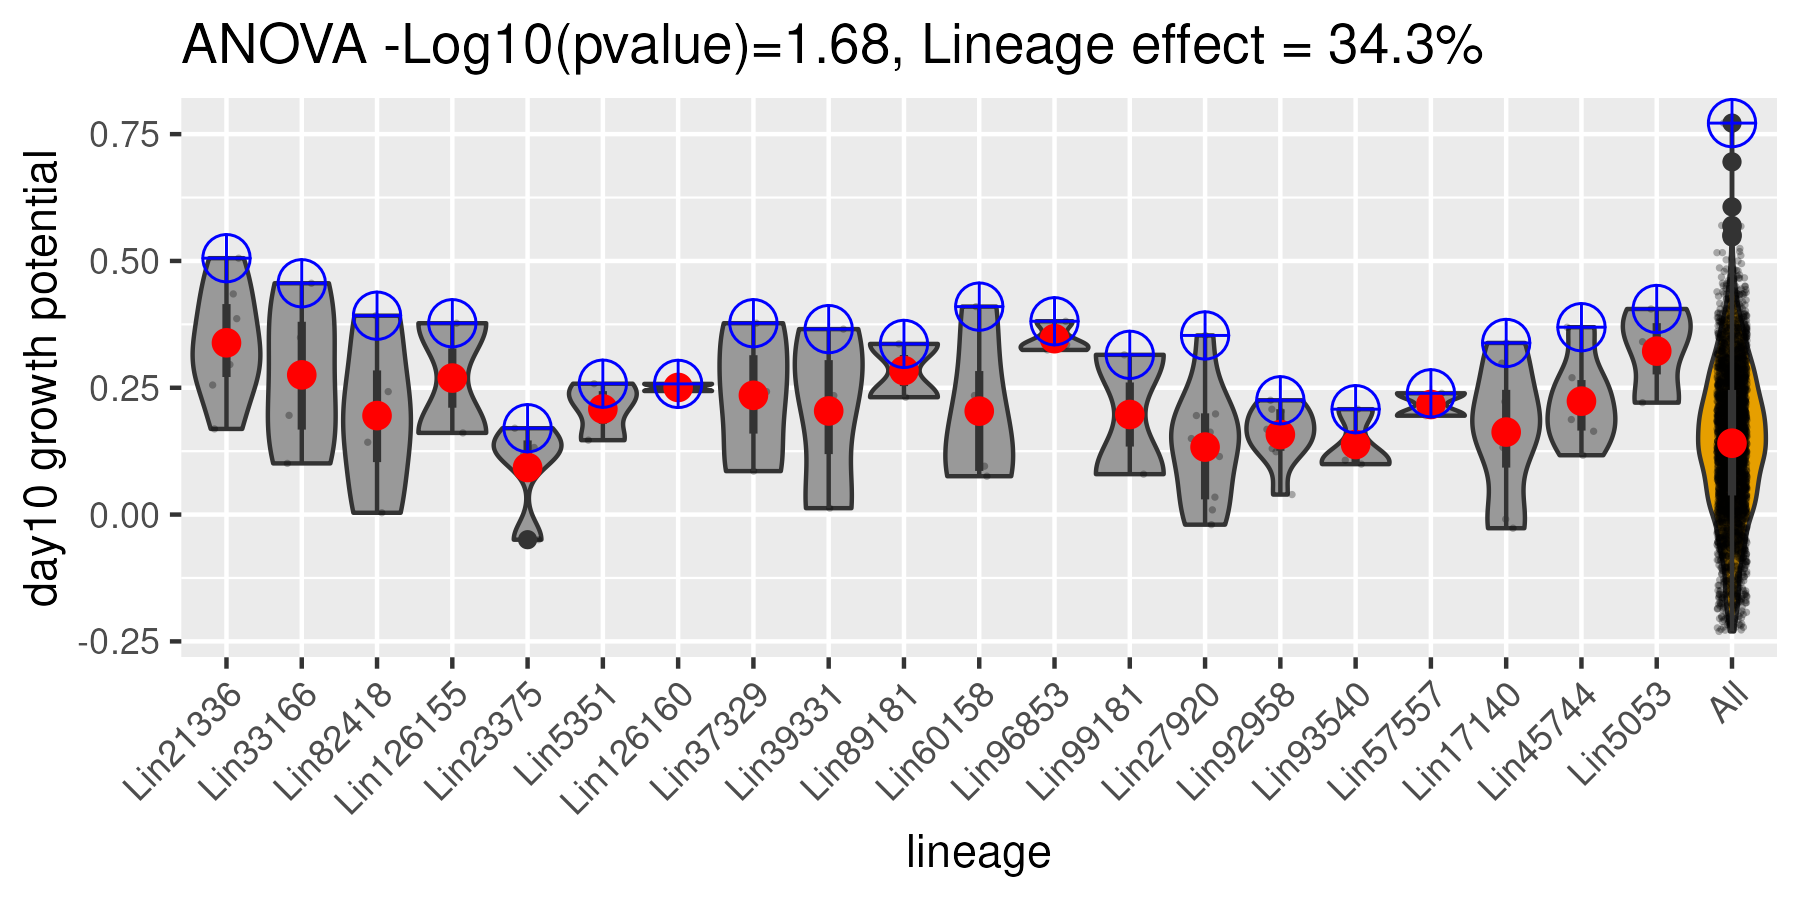 ANOVA -Log10(pvalue)=1.68, Lineage effect = 34.3%
day10 growth potential
0.75
0.50
0.25
0.00
-0.25
Lin21336
Lin33166
Lin82418
Lin126155
Lin23375
Lin5351
Lin126160
Lin37329
Lin39331
Lin89181
Lin60158
Lin96853
Lin99181
Lin27920
Lin92958
Lin93540
Lin57557
Lin17140
Lin45744
Lin5053
All
lineage